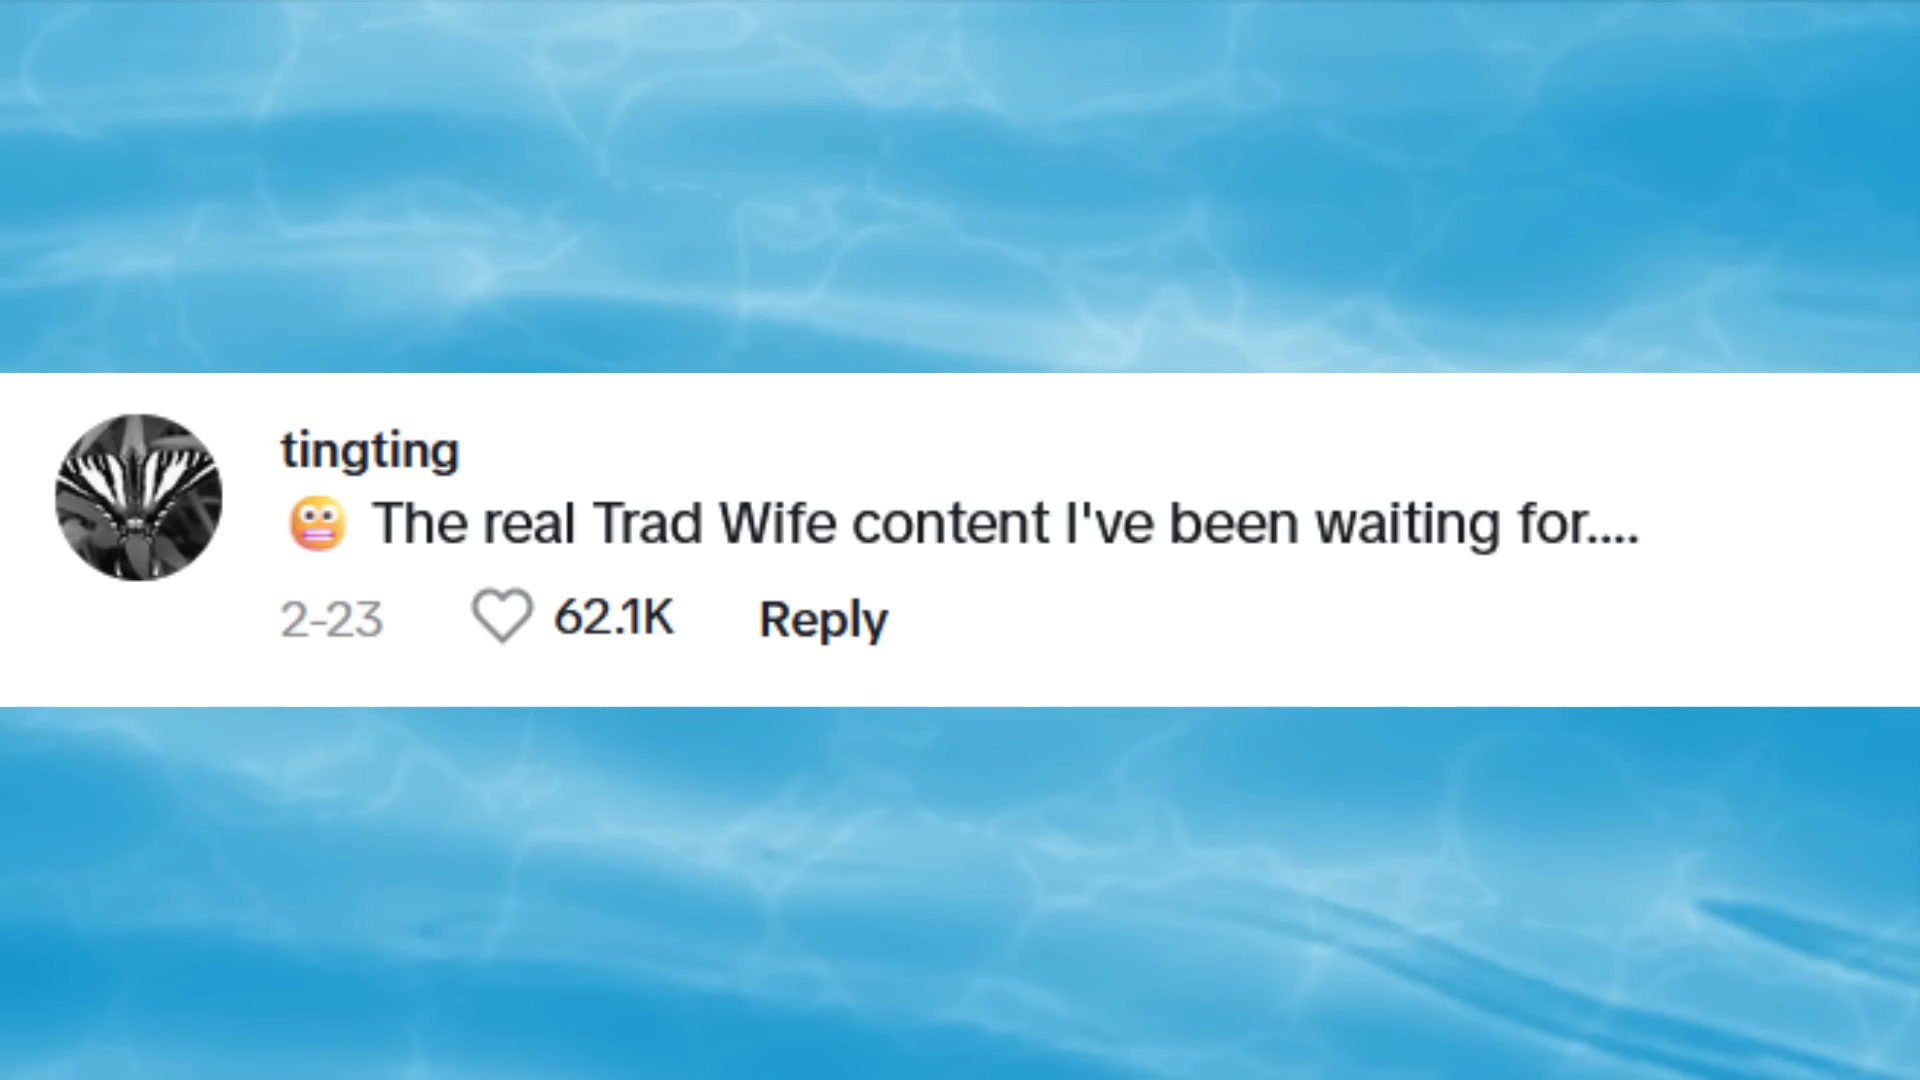 tingting
😬 The real Trad Wife content I've been waiting for....
2-23 62.1K Reply